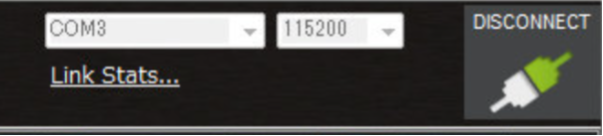 COM3 115200 DISCONNECT
Link Stats...